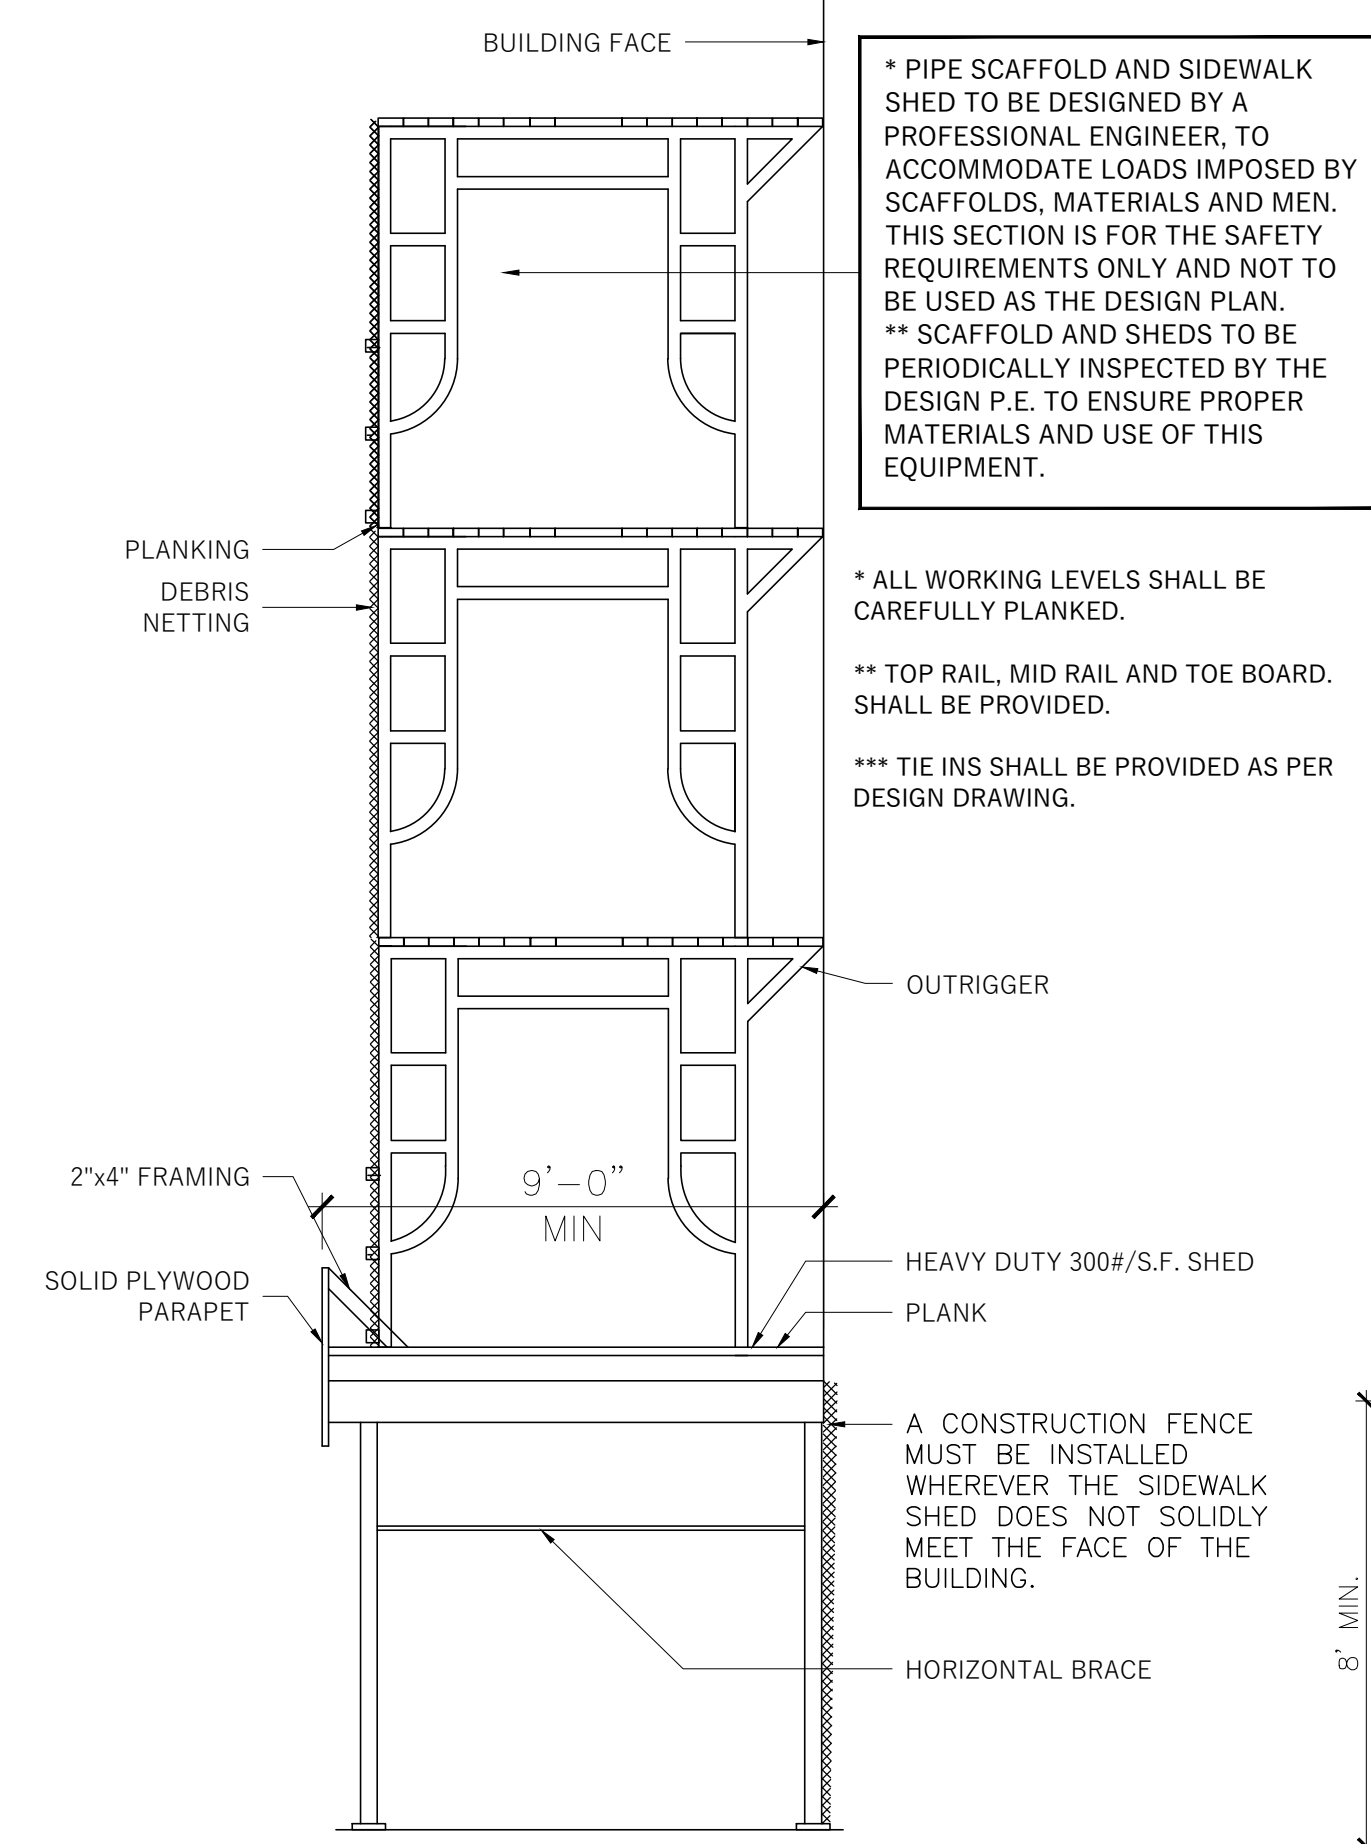 BUILDING FACE
* PIPE SCAFFOLD AND SIDEWALK
SHED TO BE DESIGNED BY A
PROFESSIONAL ENGINEER, TO
ACCOMMODATE LOADS IMPOSED BY
SCAFFOLDS, MATERIALS AND MEN.
THIS SECTION IS FOR THE SAFETY
REQUIREMENTS ONLY AND NOT TO
BE USED AS THE DESIGN PLAN.
** SCAFFOLD AND SHEDS TO BE
PERIODICALLY INSPECTED BY THE
DESIGN P.E. TO ENSURE PROPER
MATERIALS AND USE OF THIS
EQUIPMENT.
PLANKING
DEBRIS
NETTING
* ALL WORKING LEVELS SHALL BE
CAREFULLY PLANKED.
** TOP RAIL, MID RAIL AND TOE BOARD.
SHALL BE PROVIDED.
*** TIE INS SHALL BE PROVIDED AS PER
DESIGN DRAWING.
OUTRIGGER
2"x4" FRAMING
9'-0"
MIN
SOLID PLYWOOD
PARAPET
HEAVY DUTY 300#/S.F. SHED
PLANK
A CONSTRUCTION FENCE
MUST BE INSTALLED
WHEREVER THE SIDEWALK
SHED DOES NOT SOLIDLY
MEET THE FACE OF THE
BUILDING.
8' MIN.
HORIZONTAL BRACE